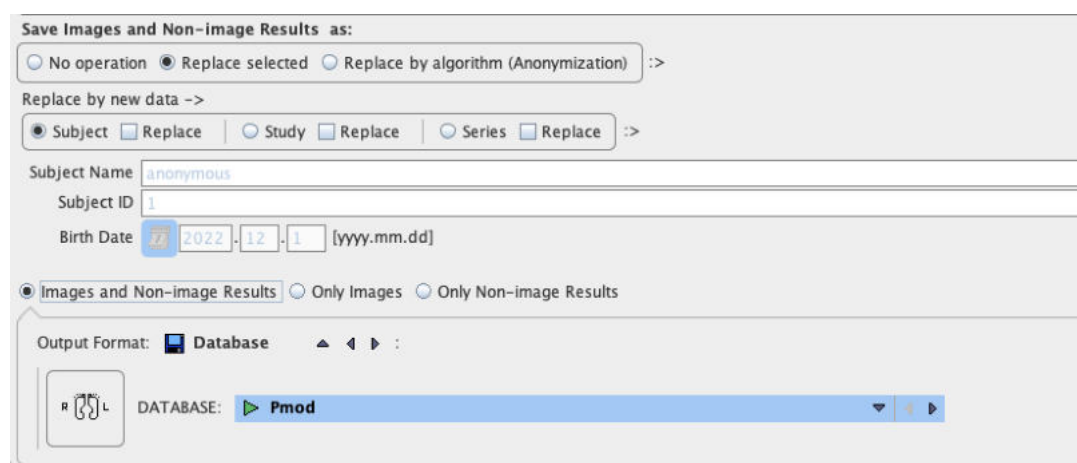 Save Images and Non-image Results as:
No operation Replace selected Replace by algorithm (Anonymization) :>
Replace by new data ->
Subject Replace Study Replace Series Replace :>
Subject Name anonymous
Subject ID 1
Birth Date 2022 . 12 . 1 [yyyy.mm.dd]
Images and Non-image Results Only Images Only Non-image Results
Output Format: Database :
R L DATABASE: Pmod